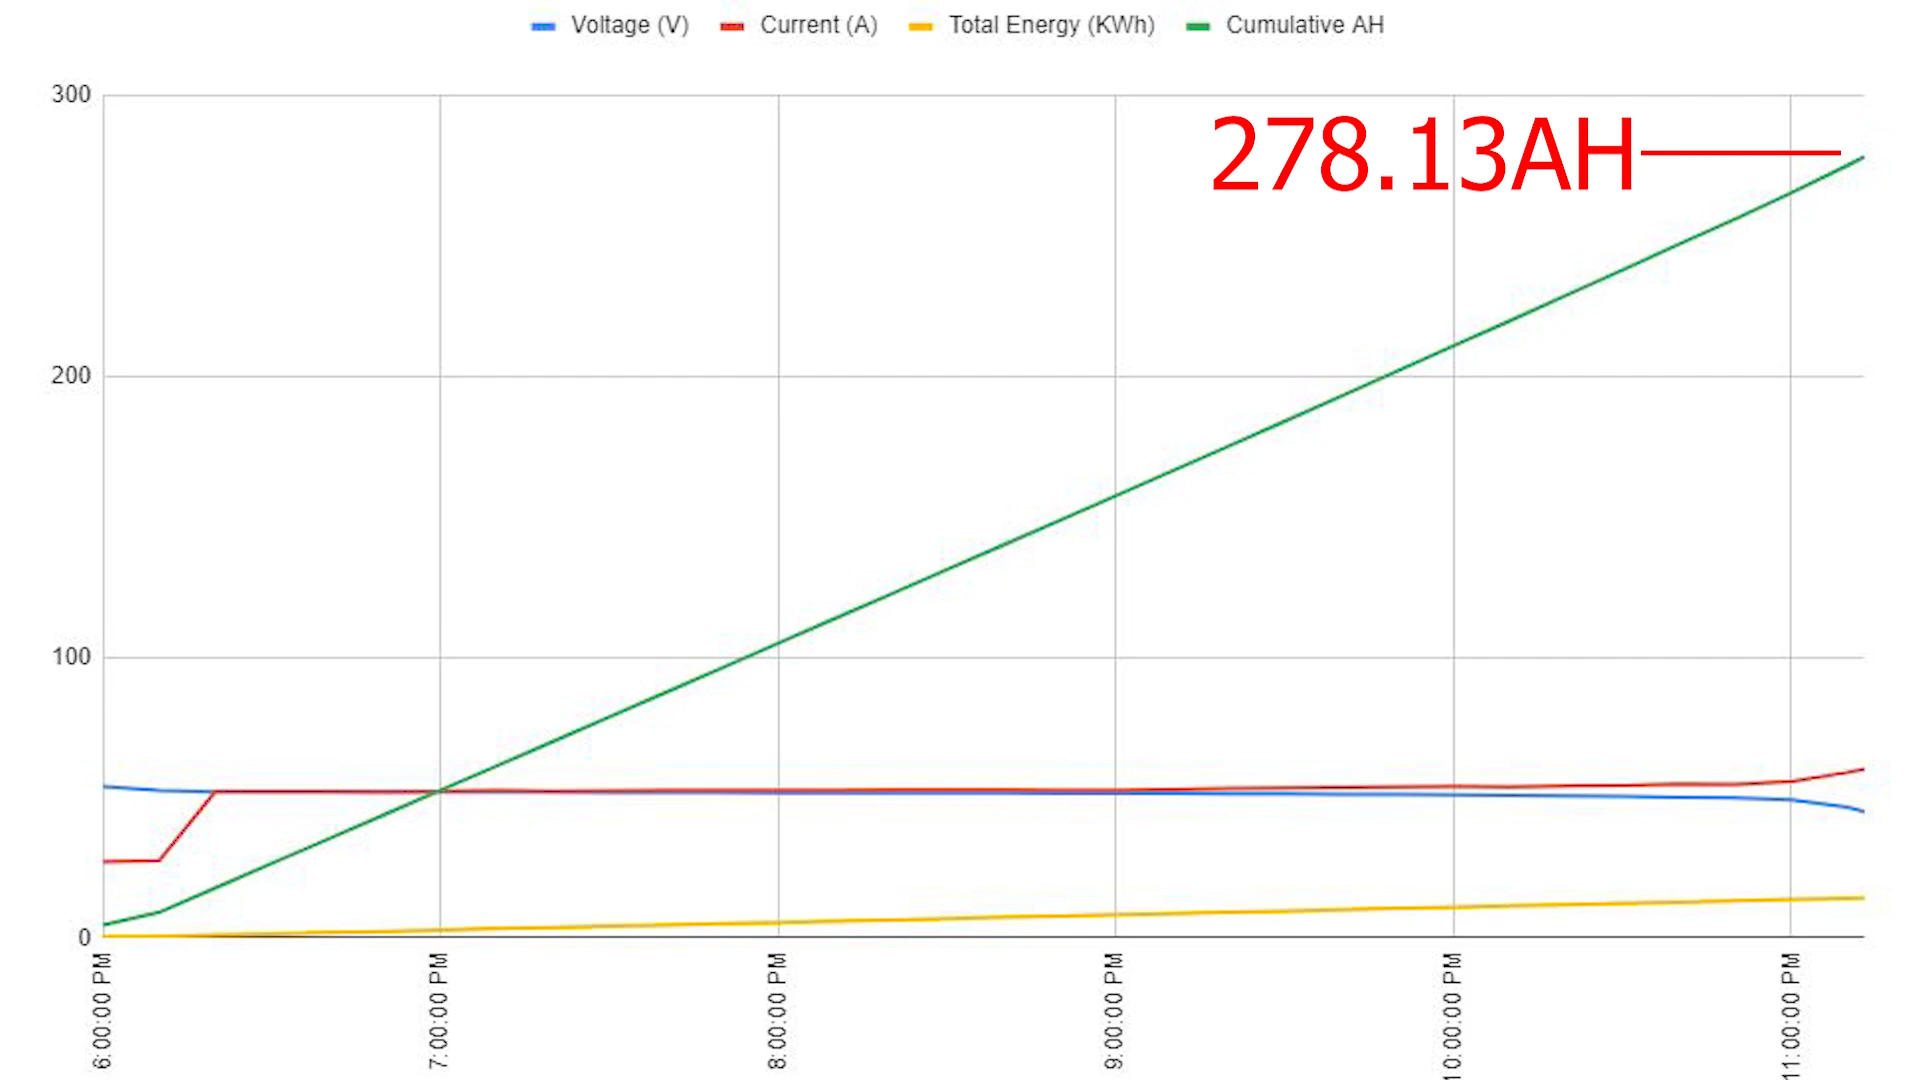 Voltage (V) Current (A) Total Energy (KWh) Cumulative AH
300
278.13AH
200
100
0
6:00:00 PM 7:00:00 PM 8:00:00 PM 9:00:00 PM 10:00:00 PM 11:00:00 PM